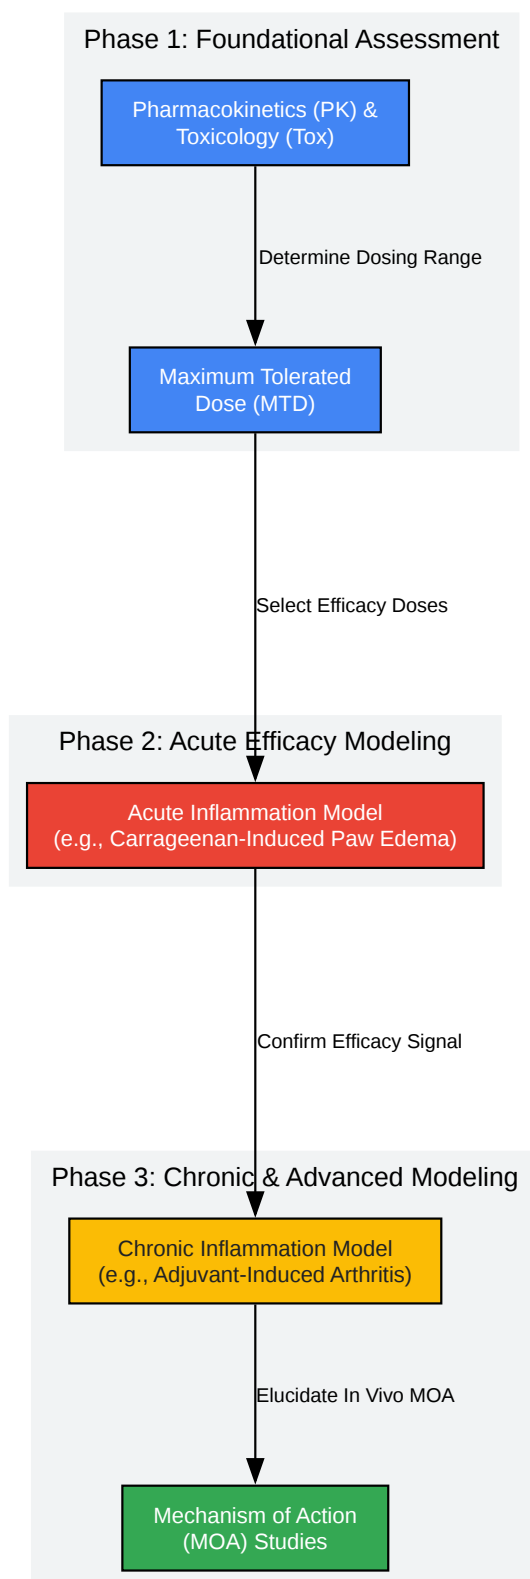 Phase 1: Foundational Assessment
Pharmacokinetics (PK) &
Toxicology (Tox)
Determine Dosing Range
Maximum Tolerated
Dose (MTD)
Select Efficacy Doses
Phase 2: Acute Efficacy Modeling
Acute Inflammation Model
(e.g., Carrageenan-Induced Paw Edema)
Confirm Efficacy Signal
Phase 3: Chronic & Advanced Modeling
Chronic Inflammation Model
(e.g., Adjuvant-Induced Arthritis)
Elucidate In Vivo MOA
Mechanism of Action
(MOA) Studies